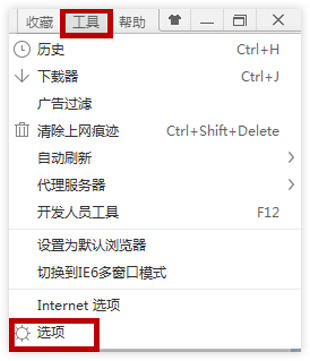 收藏 工具 帮助
历史 Ctrl+H
下载器 Ctrl+J
广告过滤
清除上网痕迹 Ctrl+Shift+Delete
自动刷新
代理服务器
开发人员工具 F12
设置为默认浏览器
切换到IE6多窗口模式
Internet 选项
选项